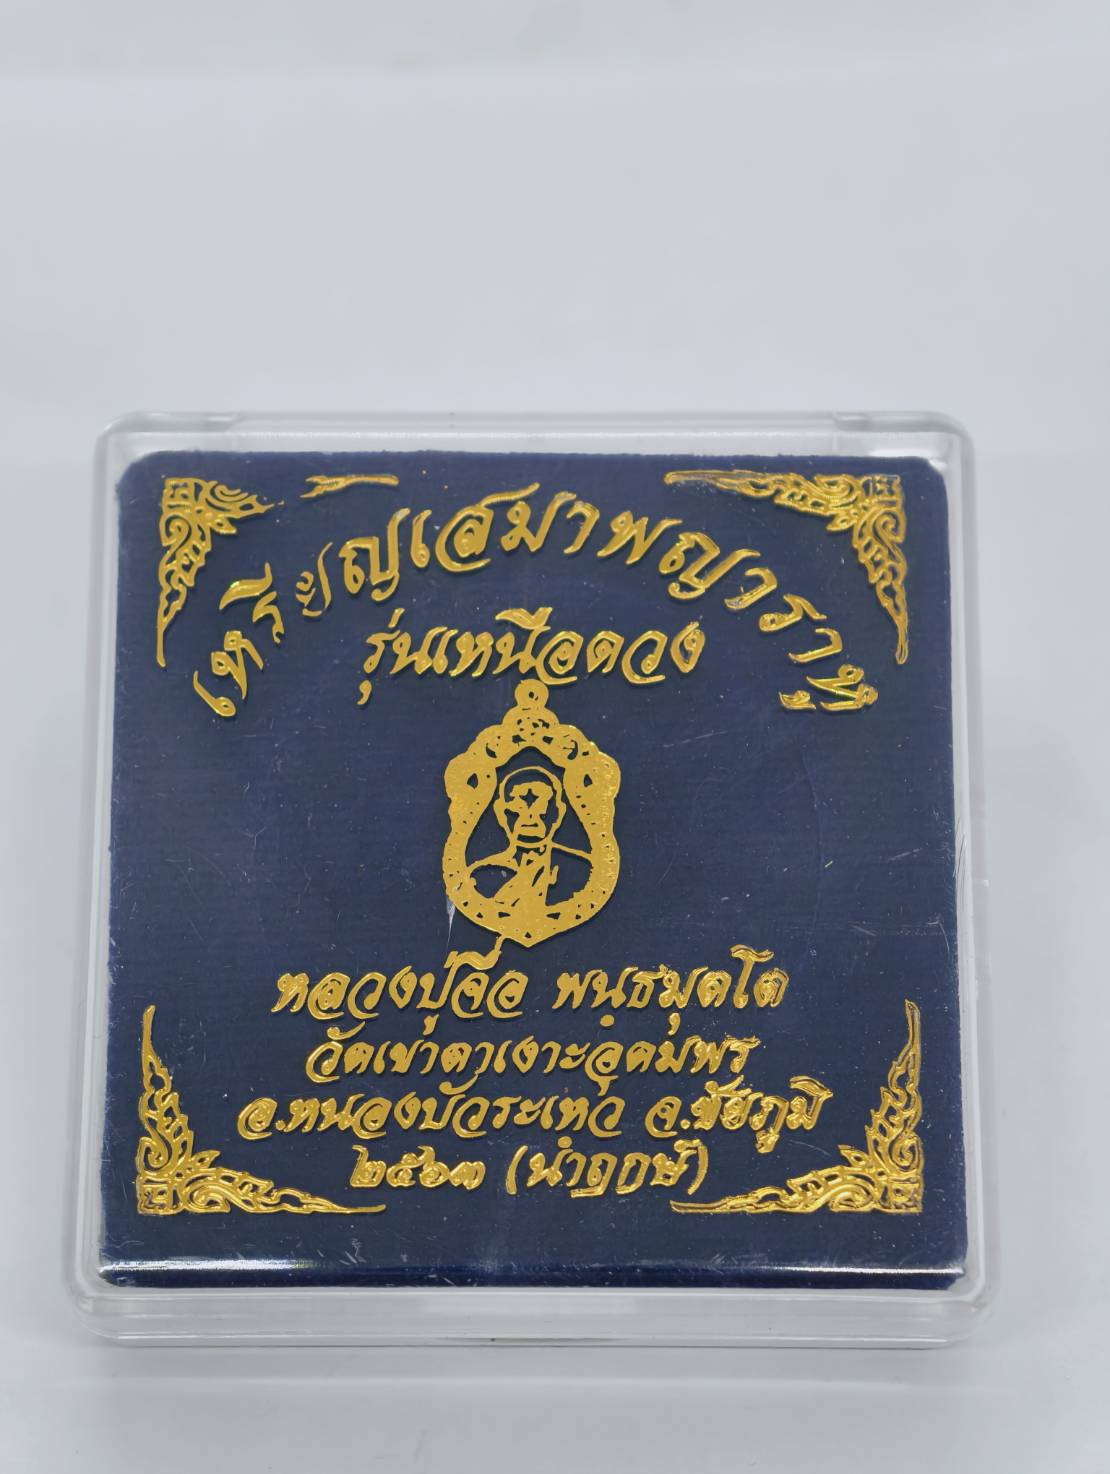 เหรียญเสมาพญาราหู
รุ่นเหนือดวง
หลวงปู่จื่อ พนฺธมุตโต
วัดเขาตาเงาะอุดมพร
อ.หนองบัวระเหว จ.ชัยภูมิ
๒๕๖๓ (นำฤกษ์)